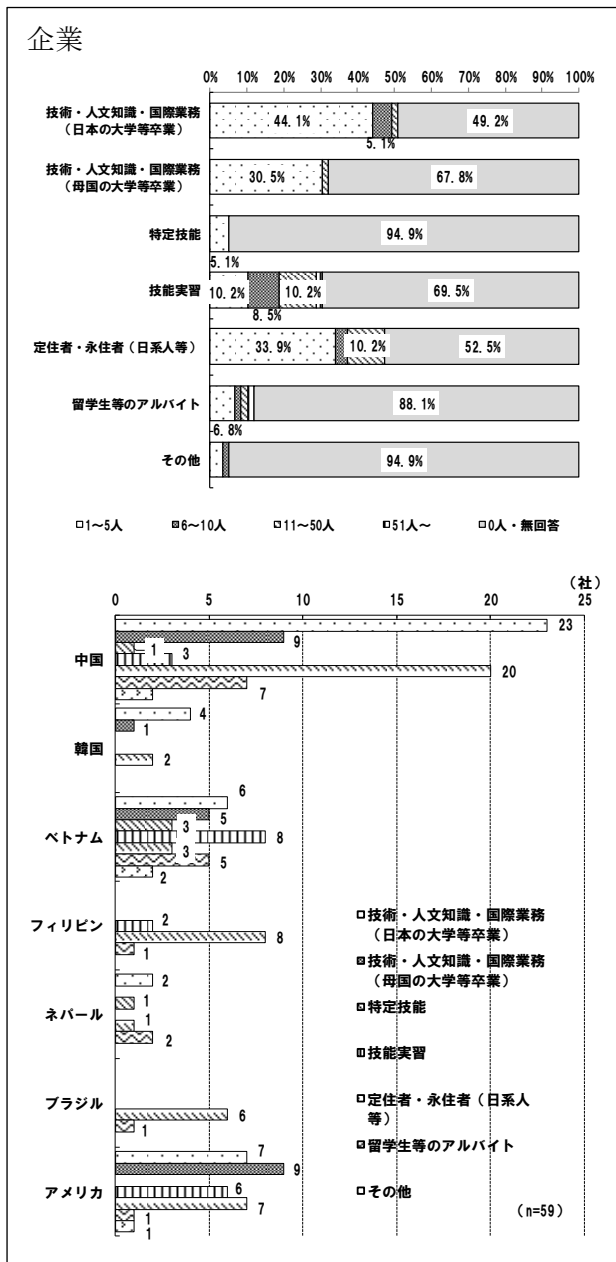 企業
0% 10% 20% 30% 40% 50% 60% 70% 80% 90% 100%
技術・人文知識・国際業務
（日本の大学等卒業）
44.1%
49.2%
5.1%
技術・人文知識・国際業務
（母国の大学等卒業）
30.5%
67.8%
特定技能
94.9%
5.1%
技能実習
10.2%
10.2%
69.5%
8.5%
定住者・永住者（日系人等）
33.9%
10.2%
52.5%
留学生等のアルバイト
88.1%
6.8%
その他
94.9%
1～5人 6～10人 11～50人 51人～ 0人・無回答
（社）
0 5 10 15 20 25
中国
23
9
1
3
20
7
韓国
4
1
2
ベトナム
6
5
3
8
3
5
2
フィリピン
2
8
1
ネパール
2
1
1
2
ブラジル
6
1
アメリカ
7
9
6
7
1
1
技術・人文知識・国際業務
（日本の大学等卒業）
技術・人文知識・国際業務
（母国の大学等卒業）
特定技能
技能実習
定住者・永住者（日系人
等）
留学生等のアルバイト
その他
（n=59）